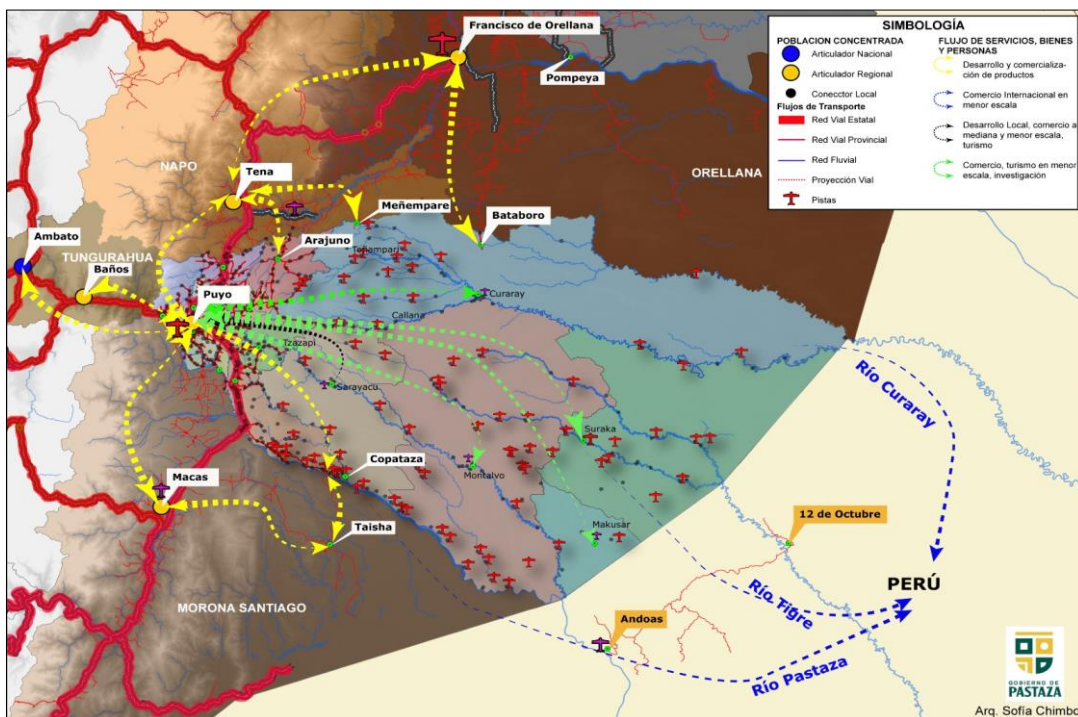 Francisco de Orellana
Pompeya
NAPO
ORELLANA
Tena
Meñempare
Bataboro
Ambato
TUNGURAHUA
Baños
Arajuno
Curaray
Puyo
Callana
Tzazapi
Sarayacu
Suraka
Río Curaray
Copataza
Montalvo
Macas
Makusar
12 de Octubre
Taisha
PERÚ
Río Tigre
MORONA SANTIAGO
Andoas
Río Pastaza
SIMBOLOGÍA
POBLACION CONCENTRADA
Articulador Nacional
Articulador Regional
Conecctor Local
Flujos de Transporte
Red Vial Estatal
Red Vial Provincial
Red Fluvial
Proyección Vial
Pistas
FLUJO DE SERVICIOS, BIENES
Y PERSONAS
Desarrollo y comercializa-
ción de productos
Comercio Internacional en
menor escala
Desarrollo Local, comercio a
mediana y menor escala,
turismo
Comercio, turismo en menor
escala, investigación
GOBIERNO DE
PASTAZA
Arq. Sofía Chimbo